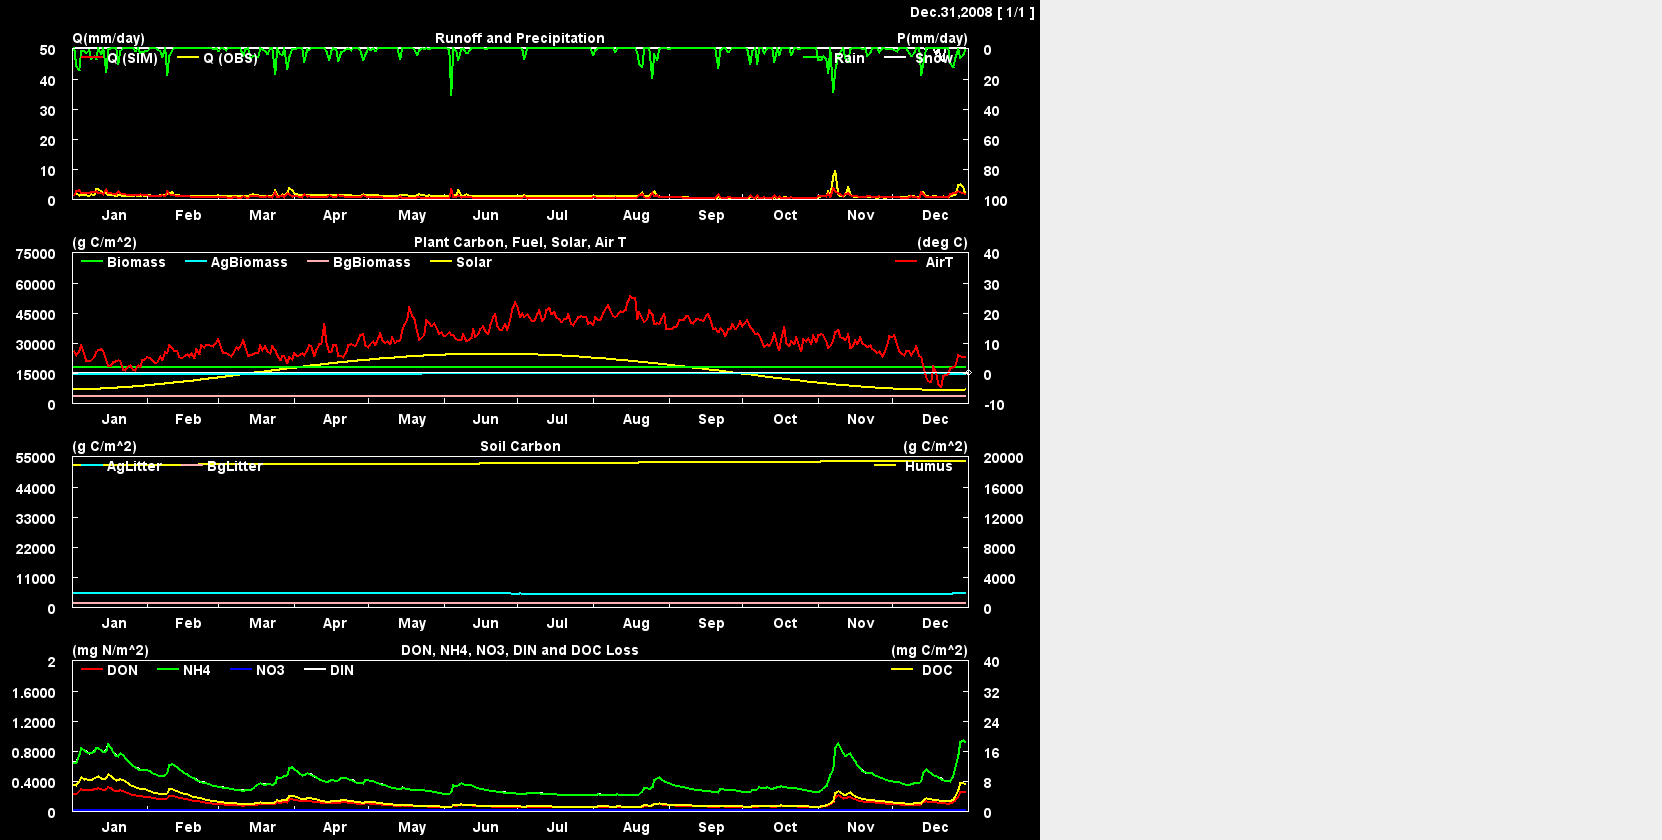 Dec.31,2008 [ 1/1 ]
Q(mm/day) Runoff and Precipitation P(mm/day)
50 0
Q (SIM) Q (OBS) Rain Snow
40 20
30 40
20 60
10 80
0 100
Jan Feb Mar Apr May Jun Jul Aug Sep Oct Nov Dec
(g C/m^2) Plant Carbon, Fuel, Solar, Air T (deg C)
75000 40
Biomass AgBiomass BgBiomass Solar AirT
60000 30
45000 20
30000 10
15000 0
0 -10
Jan Feb Mar Apr May Jun Jul Aug Sep Oct Nov Dec
(g C/m^2) Soil Carbon (g C/m^2)
55000 20000
AgLitter BgLitter Humus
44000 16000
33000 12000
22000 8000
11000 4000
0 0
Jan Feb Mar Apr May Jun Jul Aug Sep Oct Nov Dec
(mg N/m^2) DON, NH4, NO3, DIN and DOC Loss (mg C/m^2)
2 40
DON NH4 NO3 DIN DOC
1.6000 32
1.2000 24
0.8000 16
0.4000 8
0 0
Jan Feb Mar Apr May Jun Jul Aug Sep Oct Nov Dec